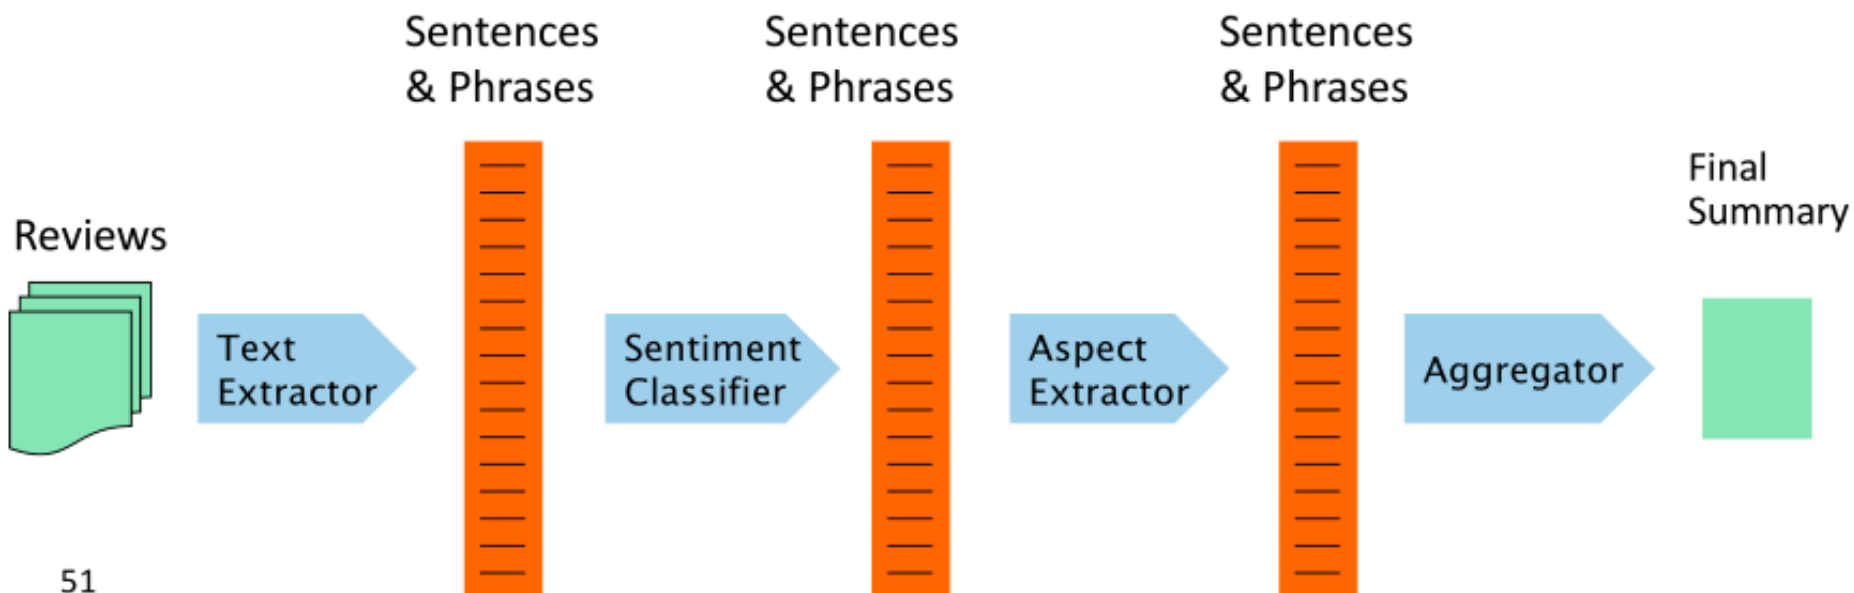 Sentences
& Phrases
Sentences
& Phrases
Sentences
& Phrases
Reviews
Text
Extractor
Sentiment
Classifier
Aspect
Extractor
Aggregator
Final
Summary
51